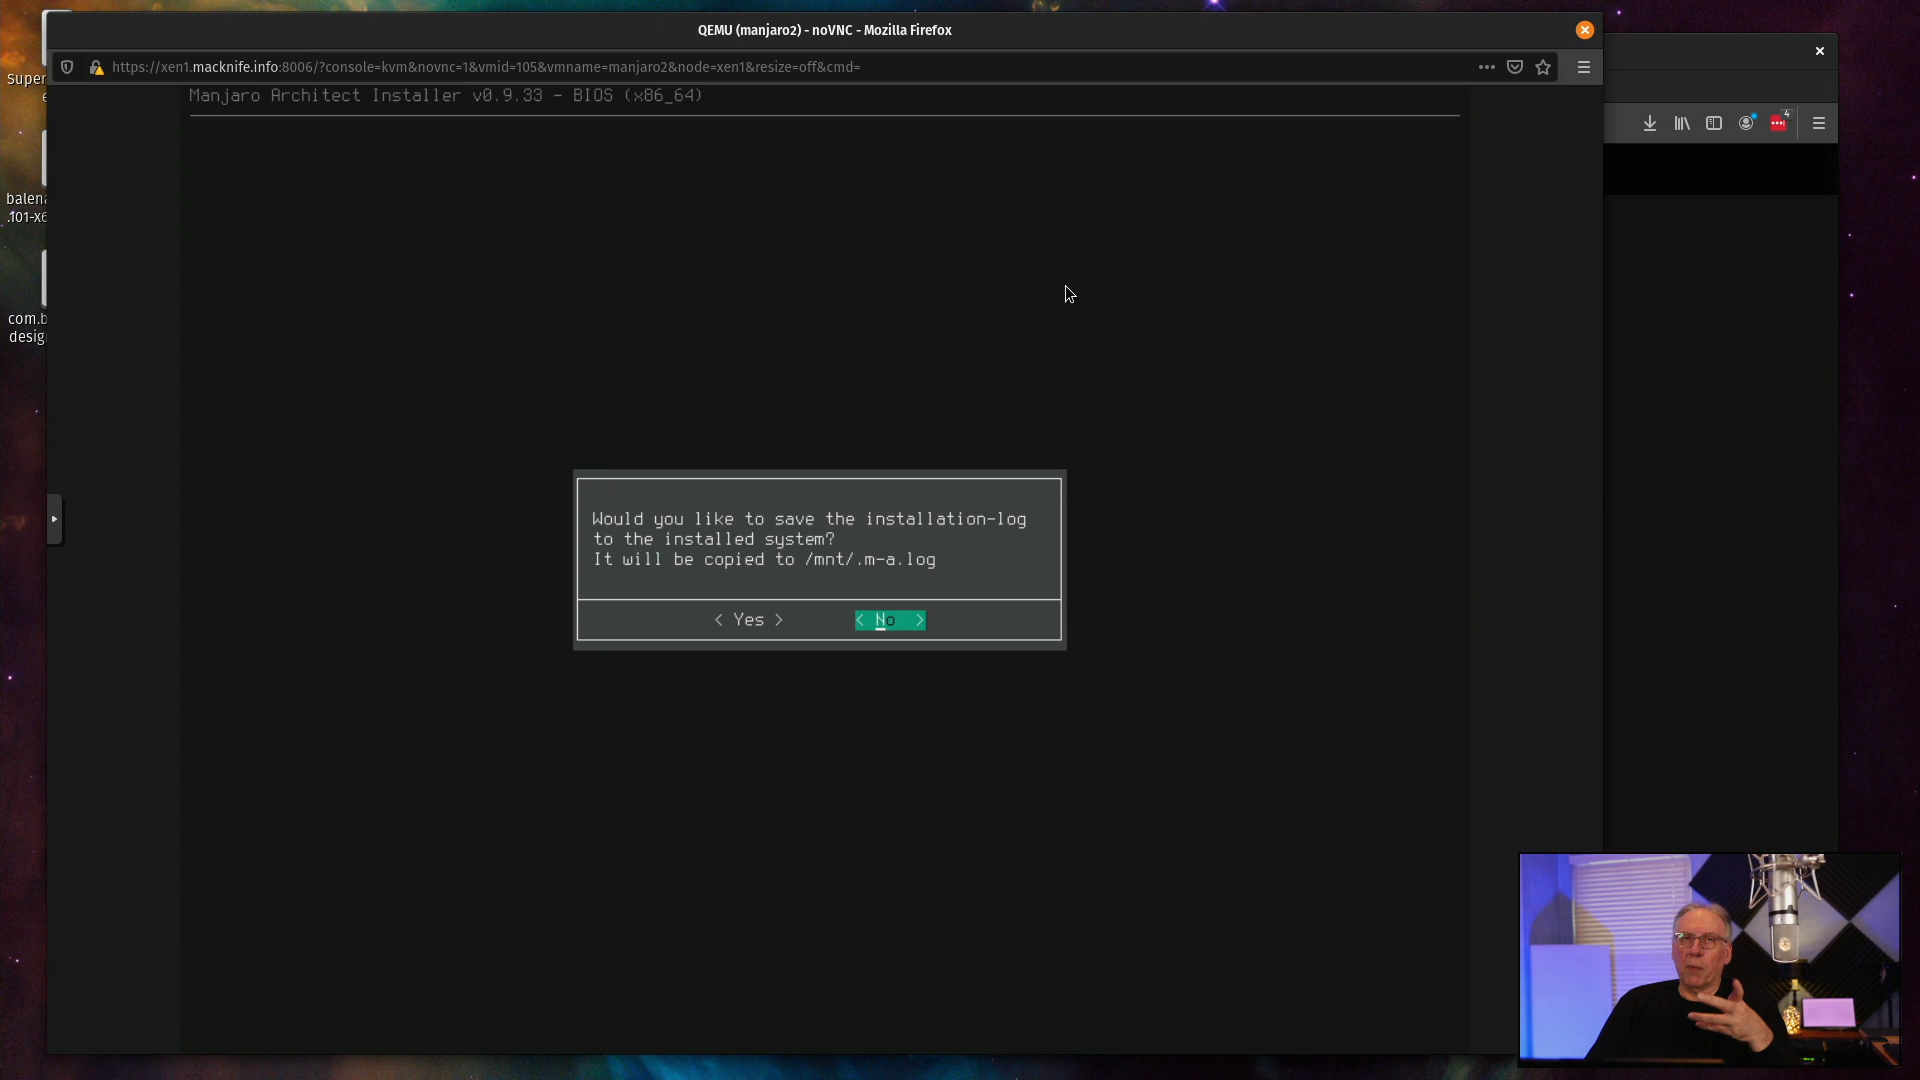 QEMU (manjaro2) - noVNC - Mozilla Firefox
https://xen1.macknife.info:8006/?console=kvm&novnc=1&vmid=105&vmname=manjaro2&node=xen1&resize=off&cmd=
4
Manjaro Architect Installer v0.9.33 - BIOS (x86_64)
Super
e
balena
.101-x6
com.b
desig
Would you like to save the installation-log
to the installed system?
It will be copied to /mnt/.m-a.log
< Yes >
< No >